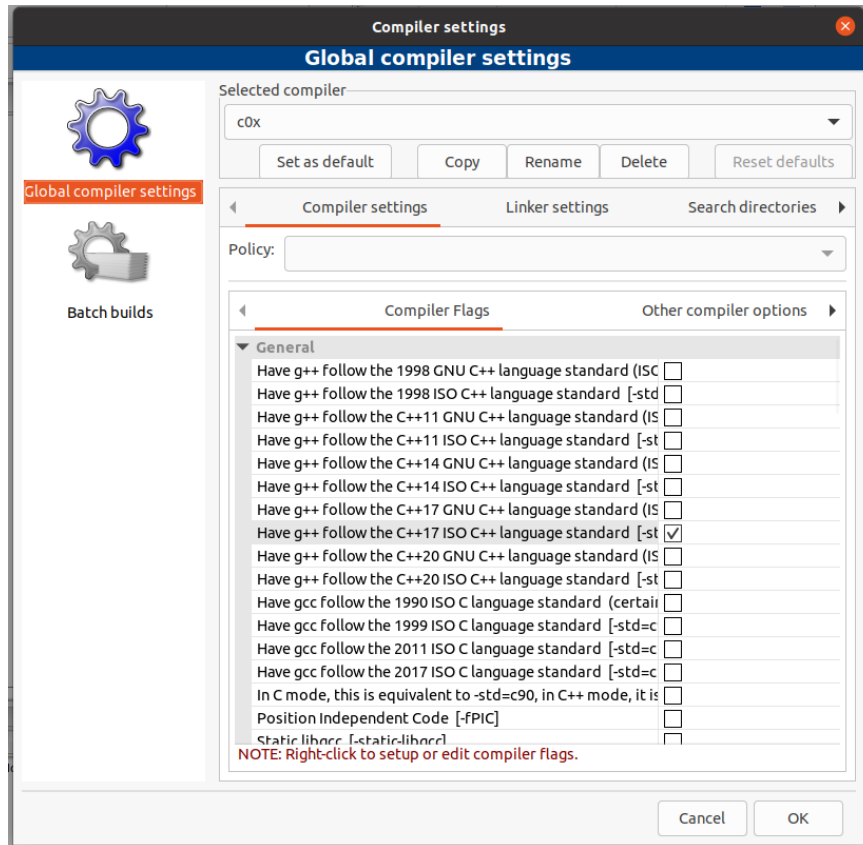 Compiler settings
Global compiler settings
Global compiler settings
Batch builds
Selected compiler
c0x
Set as default Copy Rename Delete Reset defaults
Compiler settings Linker settings Search directories
Policy:
Compiler Flags Other compiler options
General
Have g++ follow the 1998 GNU C++ language standard (ISC
Have g++ follow the 1998 ISO C++ language standard [-std
Have g++ follow the C++11 GNU C++ language standard (IS
Have g++ follow the C++11 ISO C++ language standard [-st
Have g++ follow the C++14 GNU C++ language standard (IS
Have g++ follow the C++14 ISO C++ language standard [-st
Have g++ follow the C++17 GNU C++ language standard (IS
Have g++ follow the C++17 ISO C++ language standard [-st
Have g++ follow the C++20 GNU C++ language standard (IS
Have g++ follow the C++20 ISO C++ language standard [-st
Have gcc follow the 1990 ISO C language standard (certain
Have gcc follow the 1999 ISO C language standard [-std=c
Have gcc follow the 2011 ISO C language standard [-std=c
Have gcc follow the 2017 ISO C language standard [-std=c
In C mode, this is equivalent to -std=c90, in C++ mode, it is
Position Independent Code [-fPIC]
Static libgcc [-static-libgcc]
NOTE: Right-click to setup or edit compiler flags.
Cancel OK